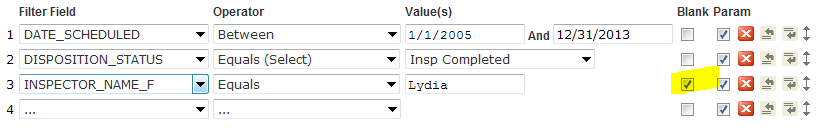 Filter Field Operator Value(s) Blank Param
1 DATE_SCHEDULED Between 1/1/2005 And 12/31/2013
2 DISPOSITION_STATUS Equals (Select) Insp Completed
3 INSPECTOR_NAME_F Equals Lydia
4 ... ...